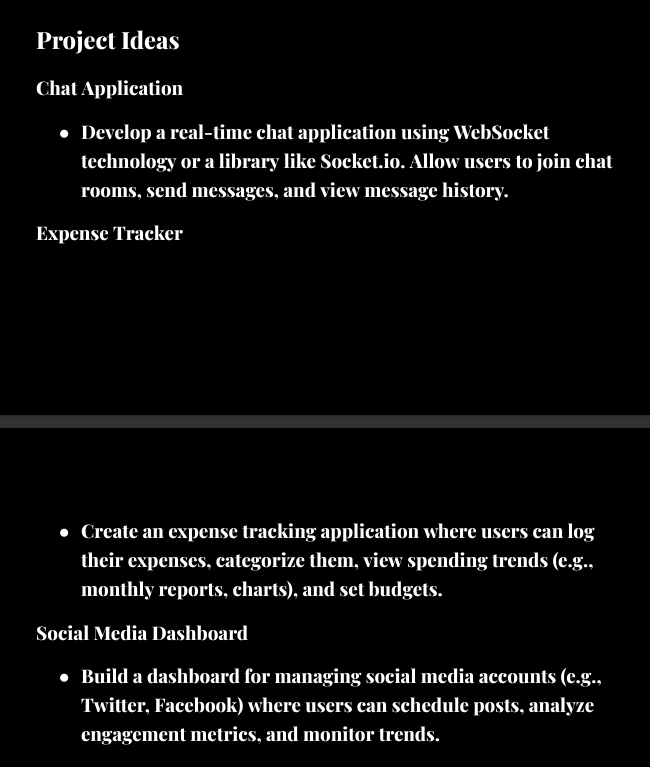 Project Ideas
Chat Application
● Develop a real-time chat application using WebSocket
technology or a library like Socket.io. Allow users to join chat
rooms, send messages, and view message history.
Expense Tracker
● Create an expense tracking application where users can log
their expenses, categorize them, view spending trends (e.g.,
monthly reports, charts), and set budgets.
Social Media Dashboard
● Build a dashboard for managing social media accounts (e.g.,
Twitter, Facebook) where users can schedule posts, analyze
engagement metrics, and monitor trends.